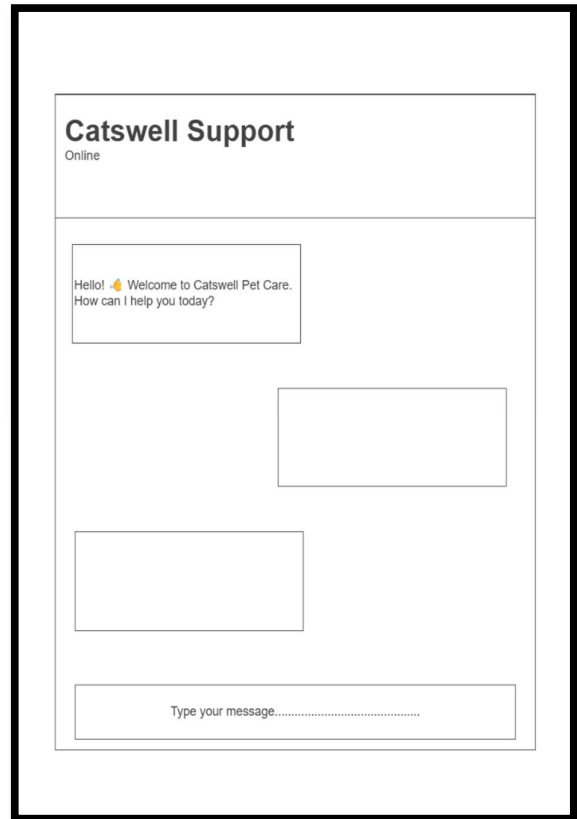 Catswell Support
Online
Hello! 👋 Welcome to Catswell Pet Care.
How can I help you today?
Type your message............................................